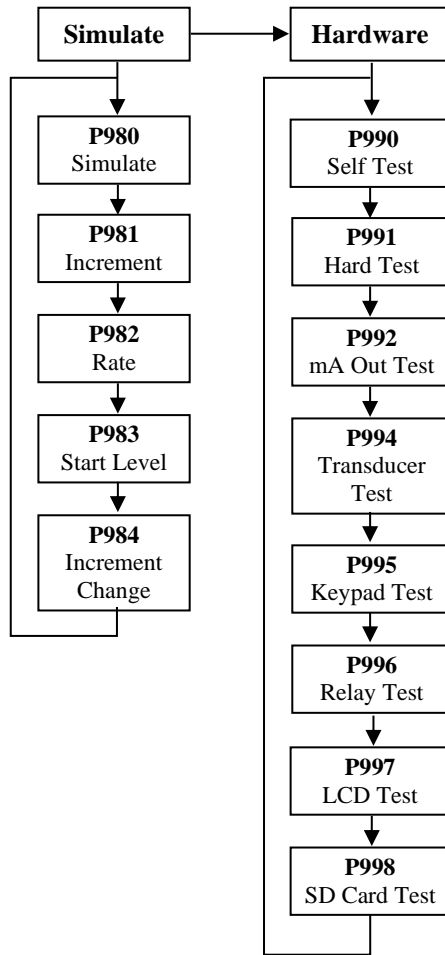 Simulate
Hardware
P980
Simulate
P981
Increment
P982
Rate
P983
Start Level
P984
Increment
Change
P990
Self Test
P991
Hard Test
P992
mA Out Test
P994
Transducer
Test
P995
Keypad Test
P996
Relay Test
P997
LCD Test
P998
SD Card Test